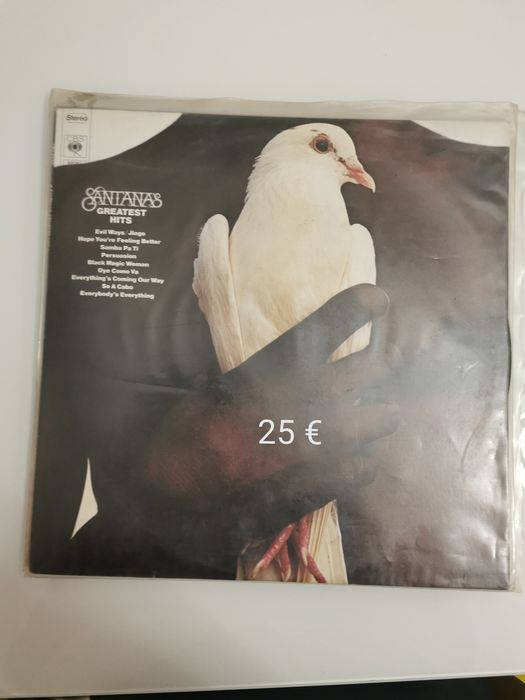 Stereo
CBS
SANTANA'S
GREATEST
HITS
Evil Ways/Jingo
Hope You're Feeling Better
Samba Pa Ti
Persuasion
Black Magic Woman
Oye Como Va
Everything's Coming Our Way
Se A Cabo
Everybody's Everything
25 €